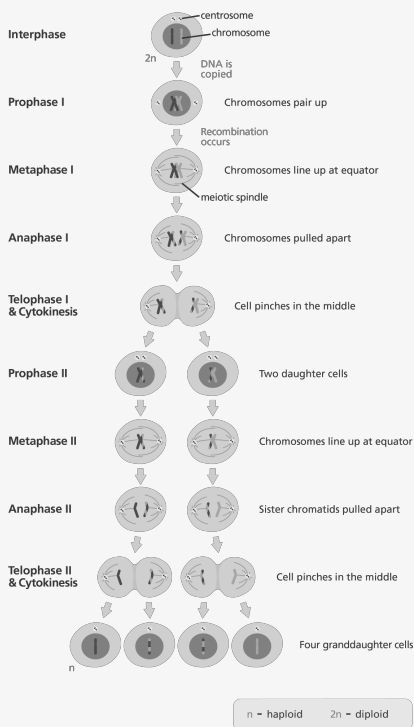 centrosome
Interphase
chromosome
2n
DNA is
copied
Prophase I
Chromosomes pair up
Recombination
occurs
Metaphase I
Chromosomes line up at equator
meiotic spindle
Anaphase I
Chromosomes pulled apart
Telophase I
& Cytokinesis
Cell pinches in the middle
Prophase II
Two daughter cells
Metaphase II
Chromosomes line up at equator
Anaphase II
Sister chromatids pulled apart
Telophase II
& Cytokinesis
Cell pinches in the middle
Four granddaughter cells
n
n – haploid 2n – diploid